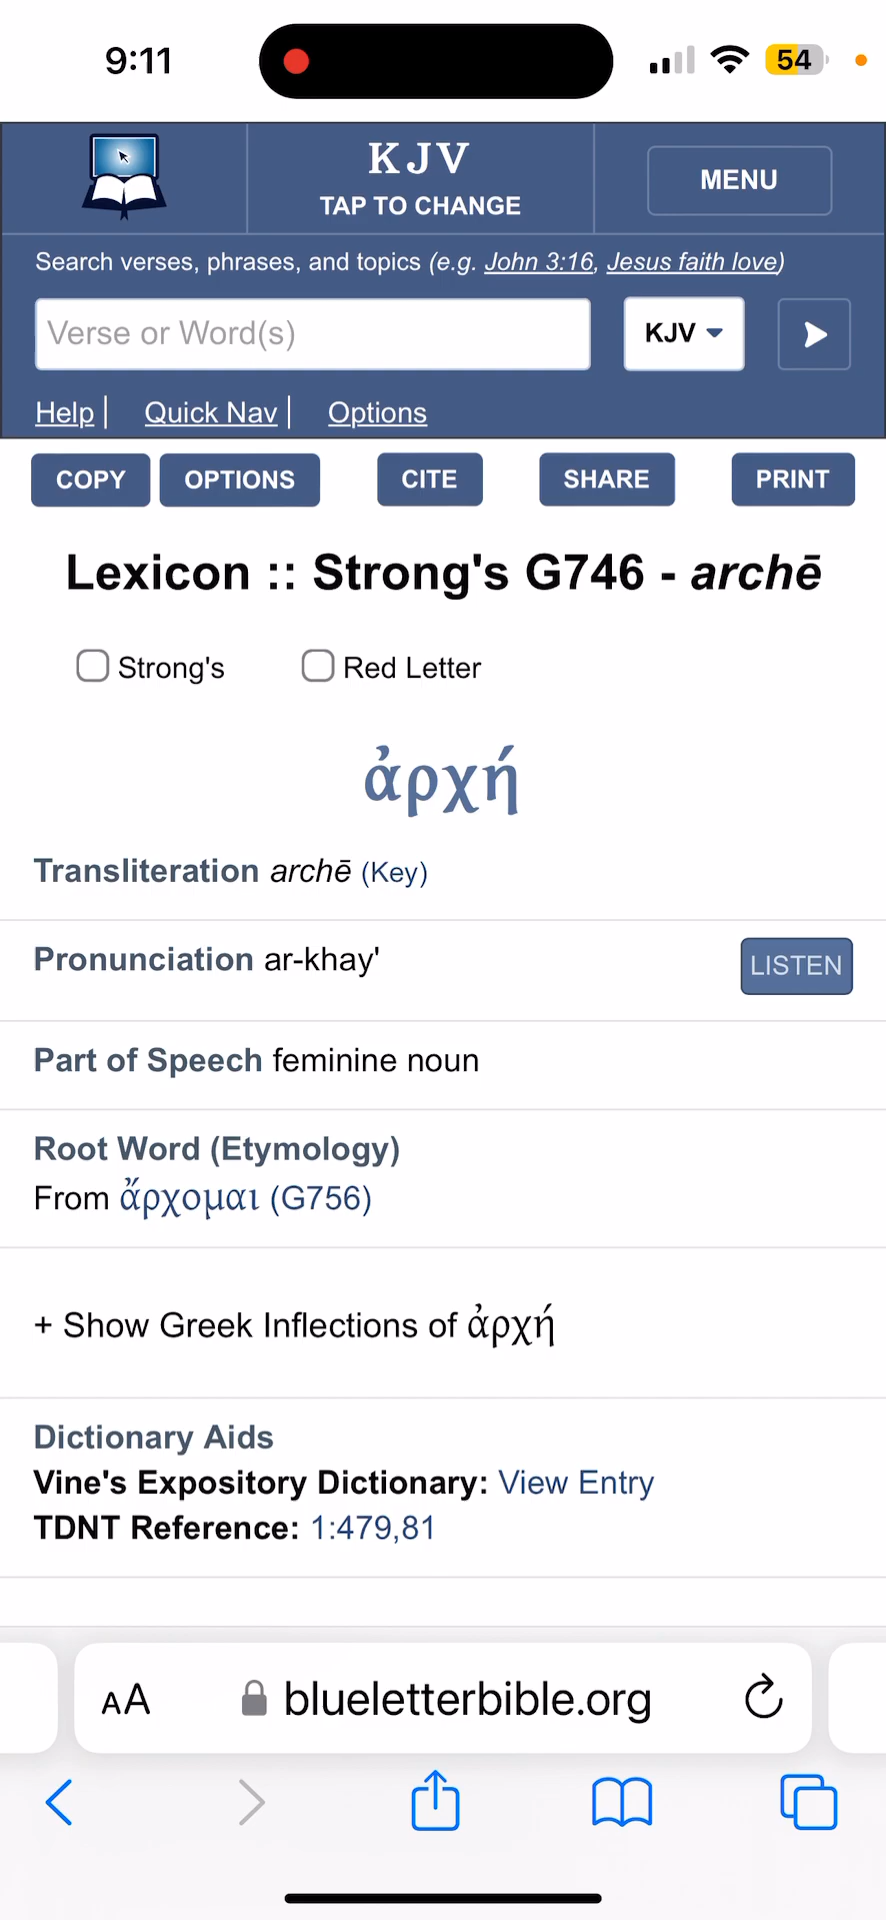 9:11 54
KJV
TAP TO CHANGE
MENU
Search verses, phrases, and topics (e.g. John 3:16, Jesus faith love)
Verse or Word(s) KJV
Help| Quick Nav| Options
COPY OPTIONS CITE SHARE PRINT
Lexicon :: Strong's G746 - archē
Strong's Red Letter
ἀρχή
Transliteration archē (Key)
Pronunciation ar-khay' LISTEN
Part of Speech feminine noun
Root Word (Etymology)
From ἄρχομαι (G756)
+ Show Greek Inflections of ἀρχή
Dictionary Aids
Vine's Expository Dictionary: View Entry
TDNT Reference: 1:479,81
AA blueletterbible.org